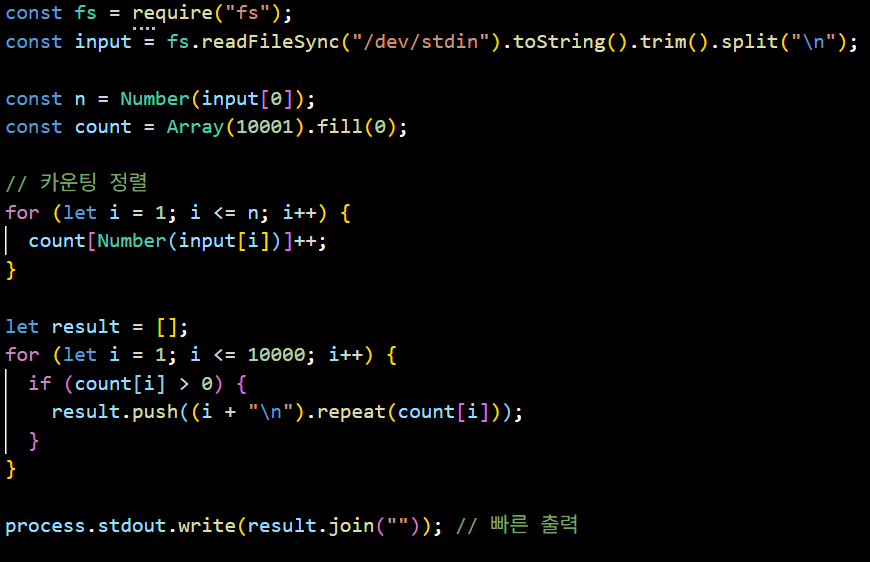 const fs = require("fs");
const input = fs.readFileSync("/dev/stdin").toString().trim().split("\n");
const n = Number(input[0]);
const count = Array(10001).fill(0);
// 카운팅 정렬
for (let i = 1; i <= n; i++) {
  count[Number(input[i])]++;
}
let result = [];
for (let i = 1; i <= 10000; i++) {
  if (count[i] > 0) {
    result.push((i + "\n").repeat(count[i]));
  }
}
process.stdout.write(result.join("")); // 빠른 출력